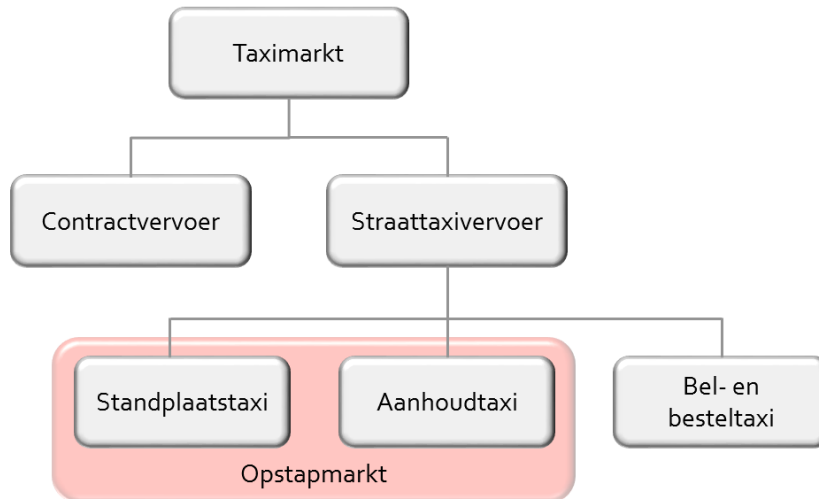 Taximarkt
Contractvervoer
Straattaxivervoer
Standplaatstaxi
Aanhoudtaxi
Bel- en
besteltaxi
Opstapmarkt